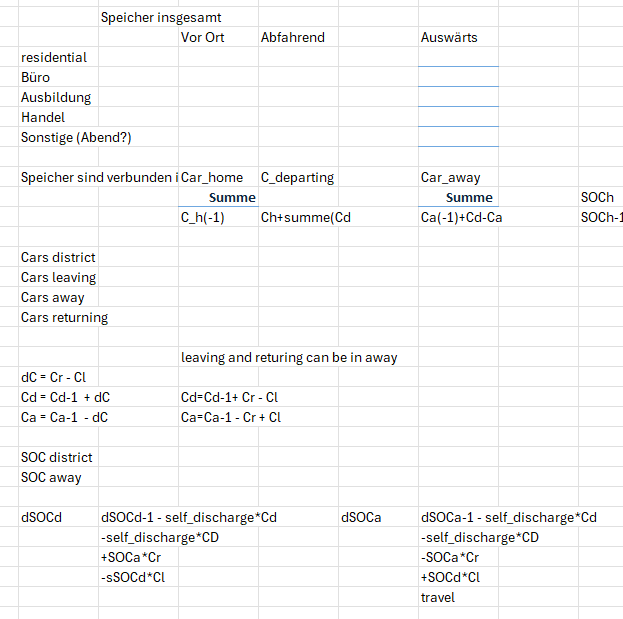 Speicher insgesamt
Vor Ort Abfahrend Auswärts
residential
Büro
Ausbildung
Handel
Sonstige (Abend?)
Speicher sind verbunden i Car_home C_departing Car_away
Summe Summe SOCh
C_h(-1) Ch+summe(Cd Ca(-1)+Cd-Ca SOCh-1
Cars district
Cars leaving
Cars away
Cars returning
leaving and returing can be in away
dC = Cr - Cl
Cd = Cd-1 + dC Cd=Cd-1+ Cr - Cl
Ca = Ca-1 - dC Ca=Ca-1 - Cr + Cl
SOC district
SOC away
dSOCd dSOCd-1 - self_discharge*Cd dSOCa dSOCa-1 - self_discharge*Cd
-self_discharge*CD -self_discharge*CD
+SOCa*Cr -SOCa*Cr
-sSOCd*Cl +SOCd*Cl
travel